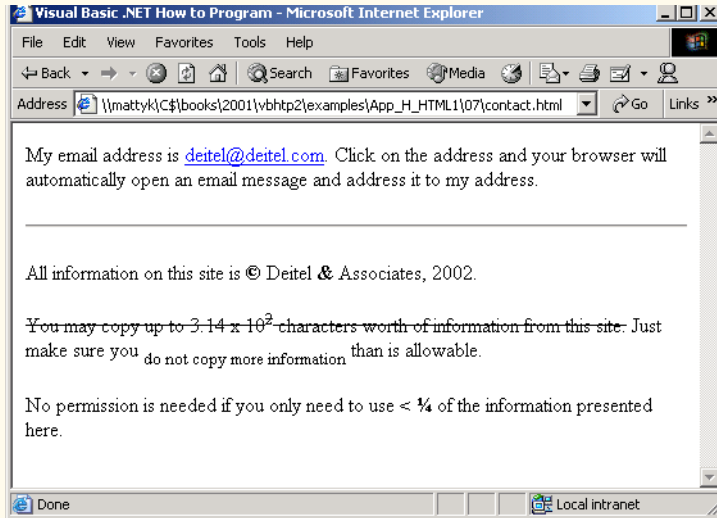 Visual Basic .NET How to Program - Microsoft Internet Explorer
File Edit View Favorites Tools Help
Back Search Favorites Media
Address \\mattyk\C$\books\2001\vbhtp2\examples\App_H_HTML1\07\contact.html Go Links »
My email address is deitel@deitel.com. Click on the address and your browser will
automatically open an email message and address it to my address.
All information on this site is © Deitel & Associates, 2002.
You may copy up to 3.14 x 10² characters worth of information from this site. Just
make sure you do not copy more information than is allowable.
No permission is needed if you only need to use < ¼ of the information presented
here.
Done Local intranet